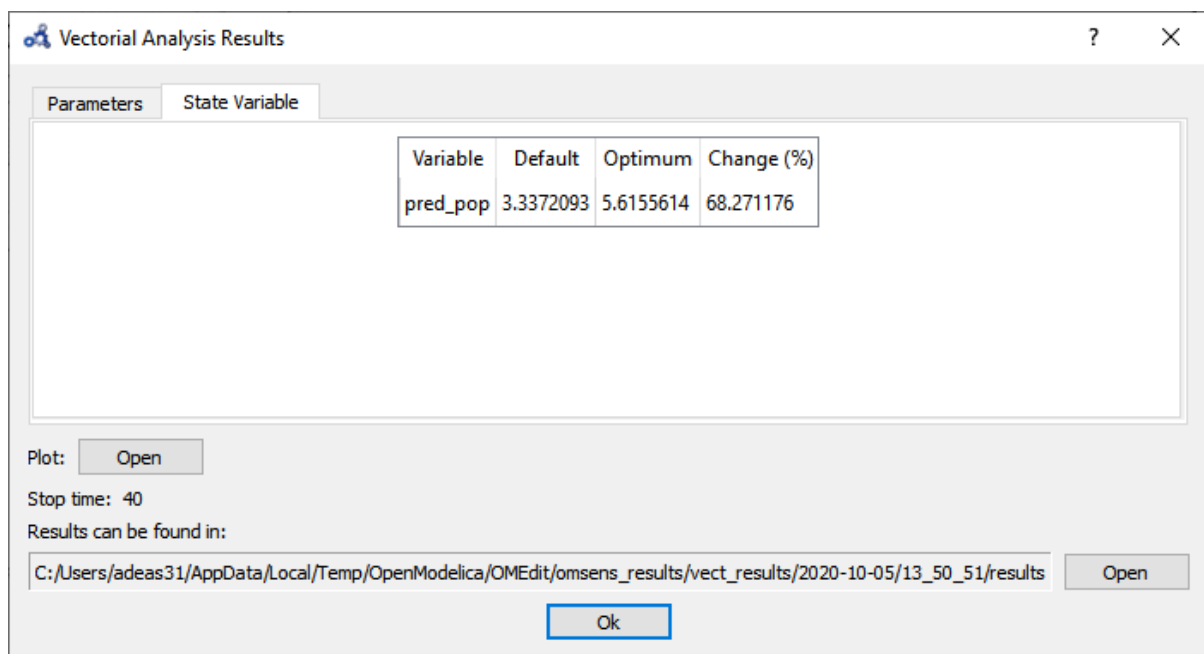 Vectorial Analysis Results ?
Parameters State Variable
Variable Default Optimum Change (%)
pred_pop 3.3372093 5.6155614 68.271176
Plot: Open
Stop time: 40
Results can be found in:
C:/Users/adeas31/AppData/Local/Temp/OpenModelica/OMEdit/omsens_results/vect_results/2020-10-05/13_50_51/results Open
Ok